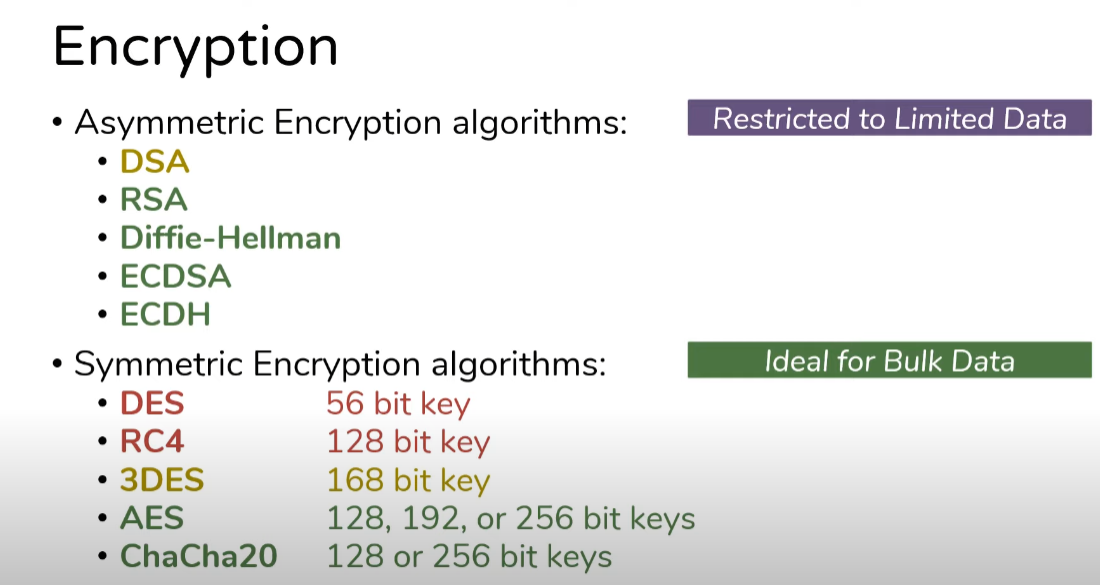 Encryption
• Asymmetric Encryption algorithms: Restricted to Limited Data
• DSA
• RSA
• Diffie-Hellman
• ECDSA
• ECDH
• Symmetric Encryption algorithms: Ideal for Bulk Data
• DES 56 bit key
• RC4 128 bit key
• 3DES 168 bit key
• AES 128, 192, or 256 bit keys
• ChaCha20 128 or 256 bit keys